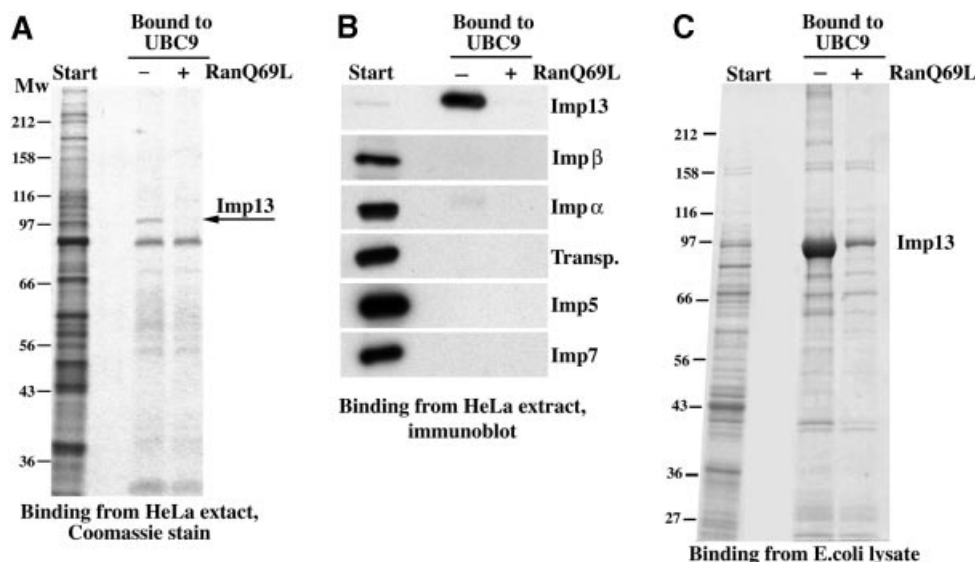 A
Bound to
UBC9
Start
–
+
RanQ69L
Mw
212
158
116
97
66
56
43
36
Imp13
Binding from HeLa extact,
Coomassie stain
B
Bound to
UBC9
Start
–
+
RanQ69L
Imp13
Imp β
Imp α
Transp.
Imp5
Imp7
Binding from HeLa extract,
immunoblot
C
Bound to
UBC9
Start
–
+
RanQ69L
212
158
116
97
66
56
43
36
27
Imp13
Binding from E.coli lysate